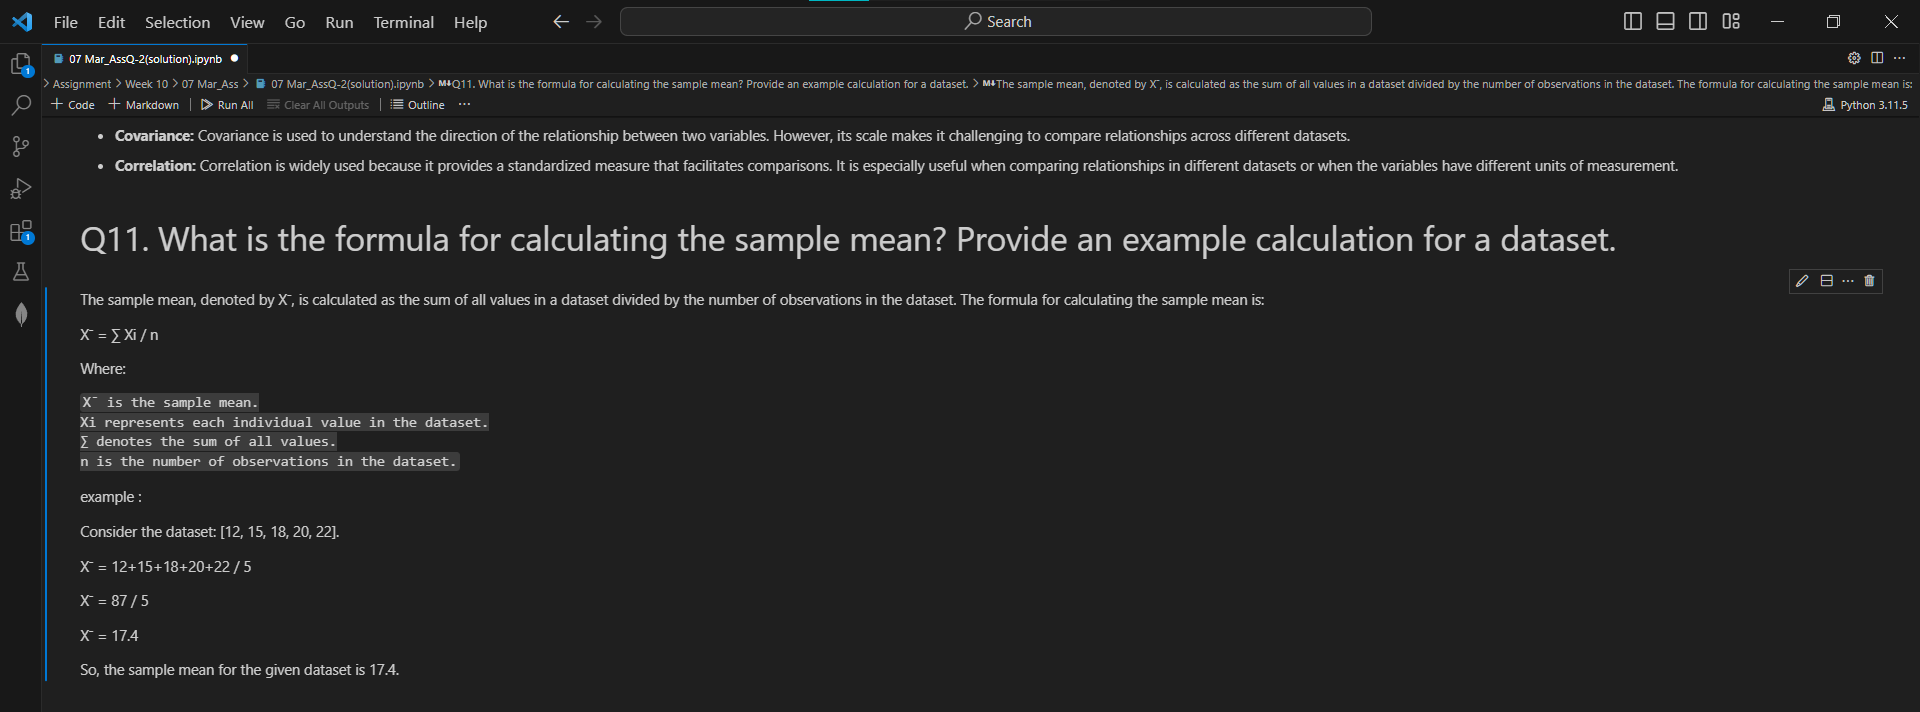 File Edit Selection View Go Run Terminal Help Search
07 Mar_AssQ-2(solution).ipynb
Assignment > Week 10 > 07 Mar_Ass > 07 Mar_AssQ-2(solution).ipynb > M↓Q11. What is the formula for calculating the sample mean? Provide an example calculation for a dataset. > M↓The sample mean, denoted by X¯, is calculated as the sum of all values in a dataset divided by the number of observations in the dataset. The formula for calculating the sample mean is:
+ Code + Markdown | Run All Clear All Outputs | Outline ··· Python 3.11.5
• Covariance: Covariance is used to understand the direction of the relationship between two variables. However, its scale makes it challenging to compare relationships across different datasets.
• Correlation: Correlation is widely used because it provides a standardized measure that facilitates comparisons. It is especially useful when comparing relationships in different datasets or when the variables have different units of measurement.
Q11. What is the formula for calculating the sample mean? Provide an example calculation for a dataset.
The sample mean, denoted by X¯, is calculated as the sum of all values in a dataset divided by the number of observations in the dataset. The formula for calculating the sample mean is:
X¯ = ∑ Xi / n
Where:
X¯ is the sample mean.
Xi represents each individual value in the dataset.
∑ denotes the sum of all values.
n is the number of observations in the dataset.
example :
Consider the dataset: [12, 15, 18, 20, 22].
X¯ = 12+15+18+20+22 / 5
X¯ = 87 / 5
X¯ = 17.4
So, the sample mean for the given dataset is 17.4.